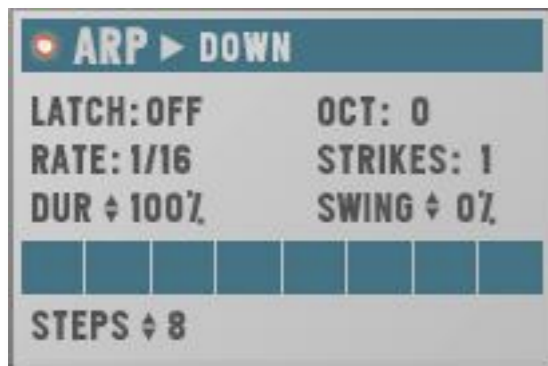 ARP ▶ DOWN
LATCH: OFF OCT: 0
RATE: 1/16 STRIKES: 1
DUR ♦ 100% SWING ♦ 0%
STEPS ♦ 8